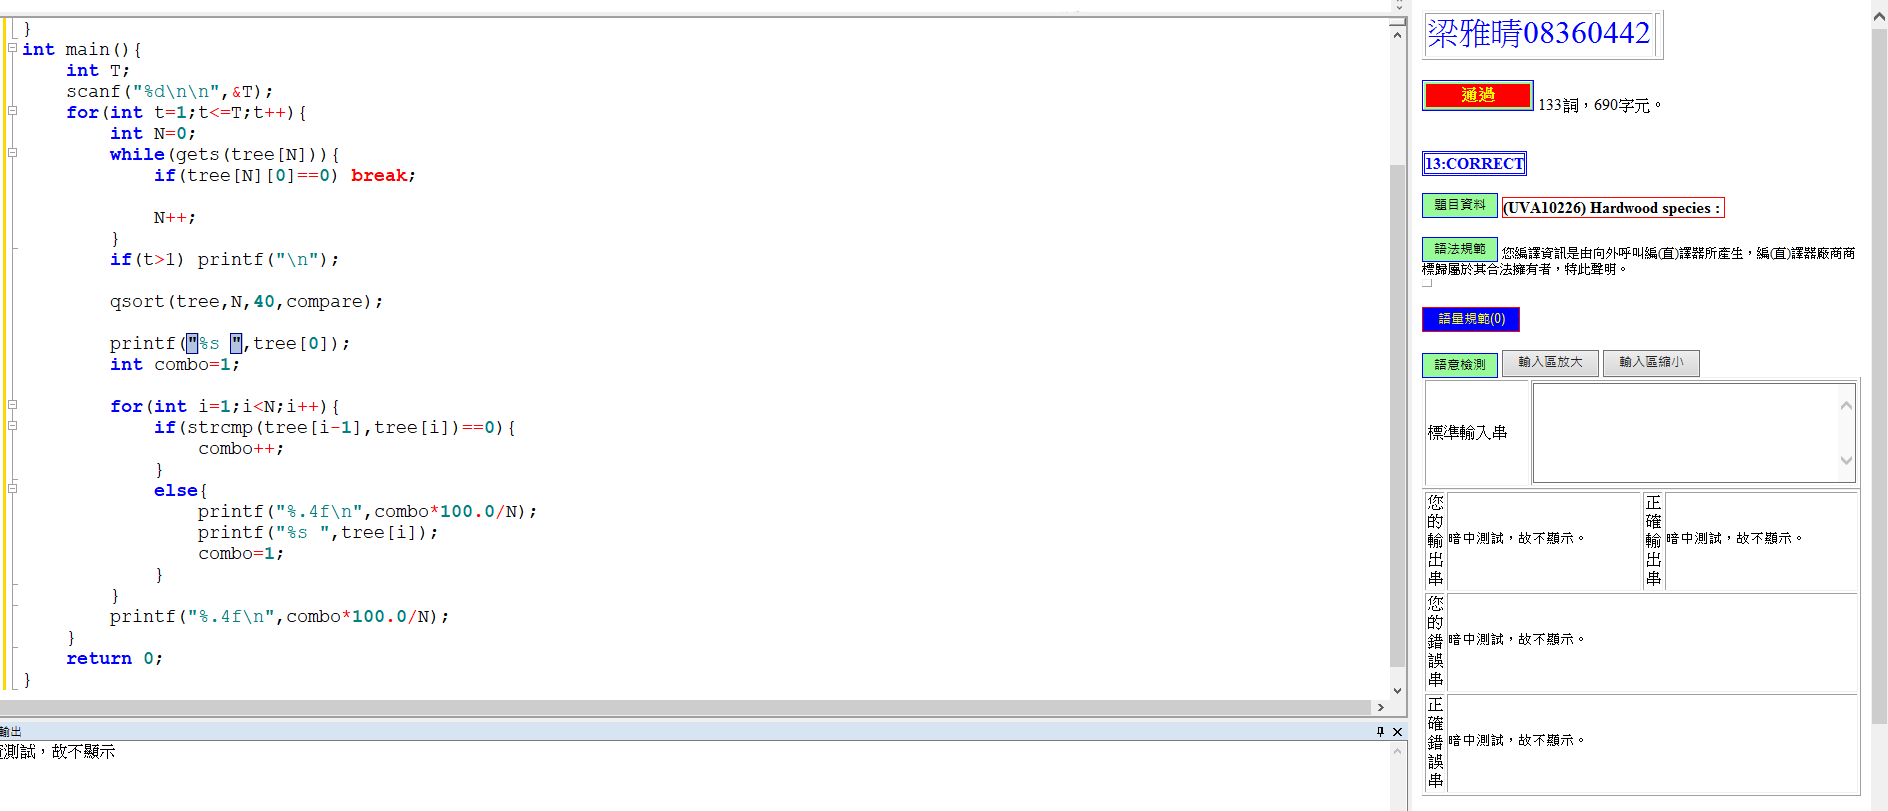 }
int main(){
int T;
scanf("%d\n\n",&T);
for(int t=1;t<=T;t++){
int N=0;
while(gets(tree[N])){
if(tree[N][0]==0) break;
N++;
}
if(t>1) printf("\n");
qsort(tree,N,40,compare);
printf("%s ",tree[0]);
int combo=1;
for(int i=1;i<N;i++){
if(strcmp(tree[i-1],tree[i])==0){
combo++;
}
else{
printf("%.4f\n",combo*100.0/N);
printf("%s ",tree[i]);
combo=1;
}
}
printf("%.4f\n",combo*100.0/N);
}
return 0;
}
輸出
測試，故不顯示
梁雅晴08360442
通過 133詞，690字元。
13:CORRECT
題目資料 (UVA10226) Hardwood species :
語法規範 您編譯資訊是由向外呼叫編(直)譯器所產生，編(直)譯器廠商商
標歸屬於其合法擁有者，特此聲明。
語量規範(0)
語意檢測 輸入區放大 輸入區縮小
標準輸入串
您的輸出串 暗中測試，故不顯示。 正確輸出串 暗中測試，故不顯示。
您的錯誤串 暗中測試，故不顯示。
正確錯誤串 暗中測試，故不顯示。